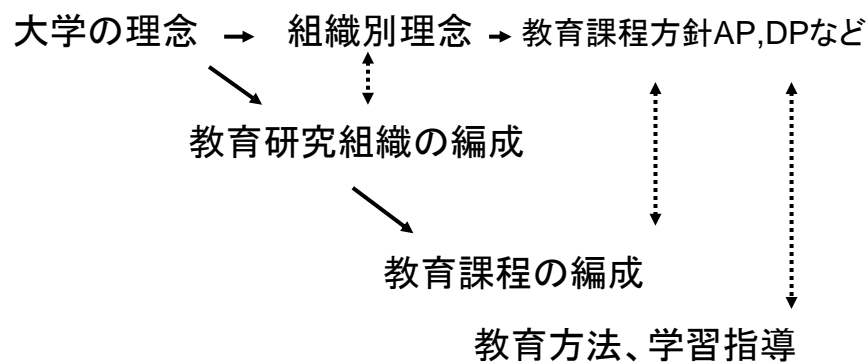 大学の理念 → 組織別理念 → 教育課程方針AP,DPなど
教育研究組織の編成
教育課程の編成
教育方法、学習指導